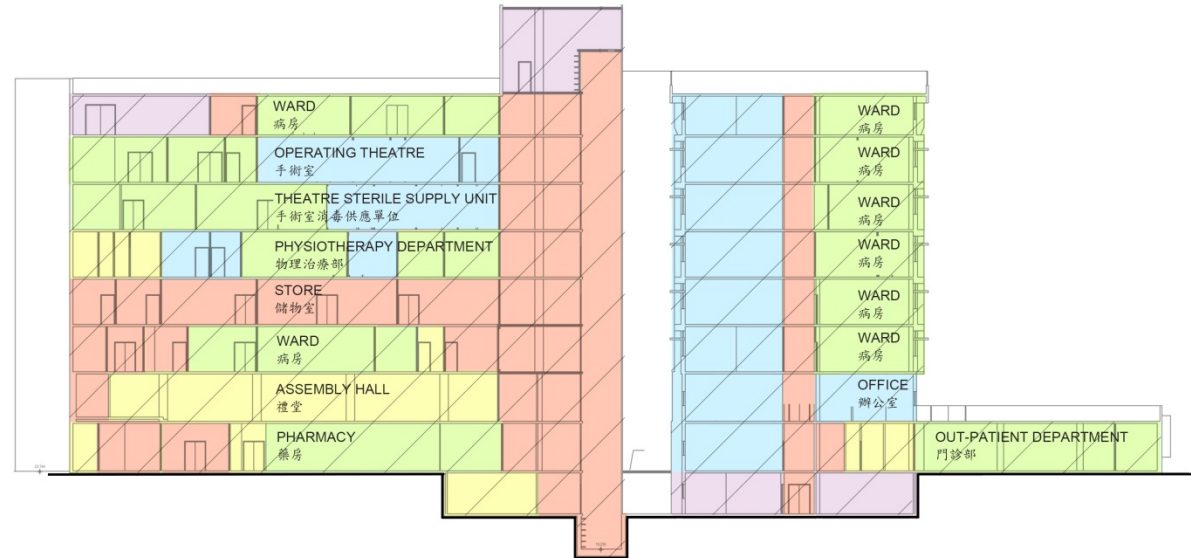 WARD
病房
OPERATING THEATRE
手術室
THEATRE STERILE SUPPLY UNIT
手術室消毒供應單位
PHYSIOTHERAPY DEPARTMENT
物理治療部
STORE
儲物室
WARD
病房
ASSEMBLY HALL
禮堂
PHARMACY
藥房
WARD
病房
WARD
病房
WARD
病房
WARD
病房
WARD
病房
WARD
病房
OFFICE
辦公室
OUT-PATIENT DEPARTMENT
門診部